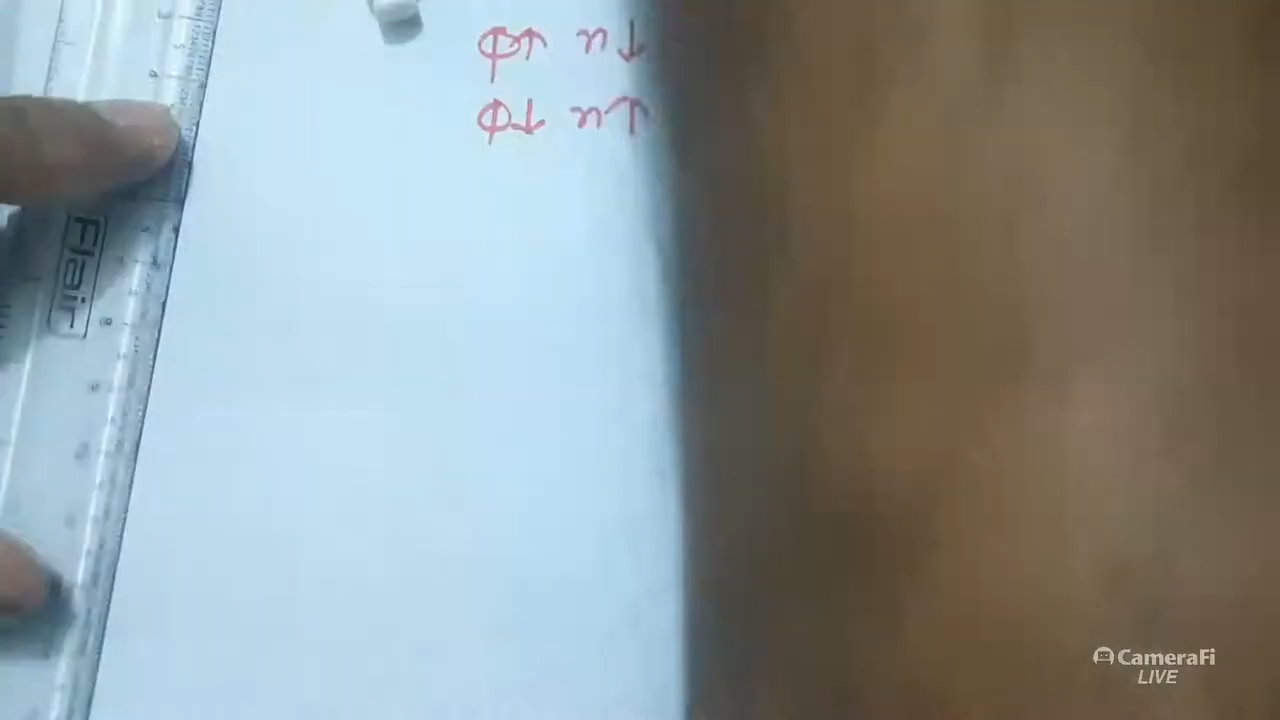 Φ↑ n↓
Φ↓ n↑
Flair
CameraFi
LIVE